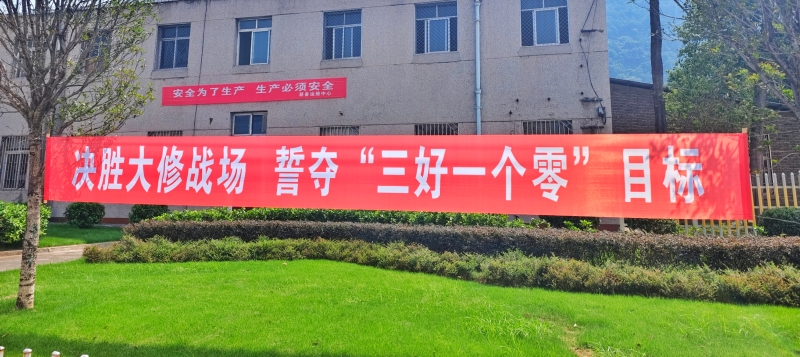 安全为了生产 生产必须安全
决胜大修战场 誓夺“三好一个零”目标